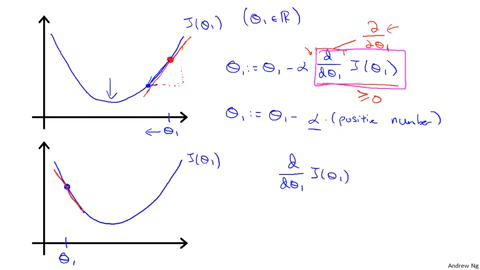 J(θ₁) (θ₁ ∈ ℝ)
∂/∂θ₁
θ₁ := θ₁ - α d/dθ₁ J(θ₁)
≥ 0
θ₁ := θ₁ - α · (positive number)
θ₁
J(θ₁)
d/dθ₁ J(θ₁)
θ₁
Andrew Ng